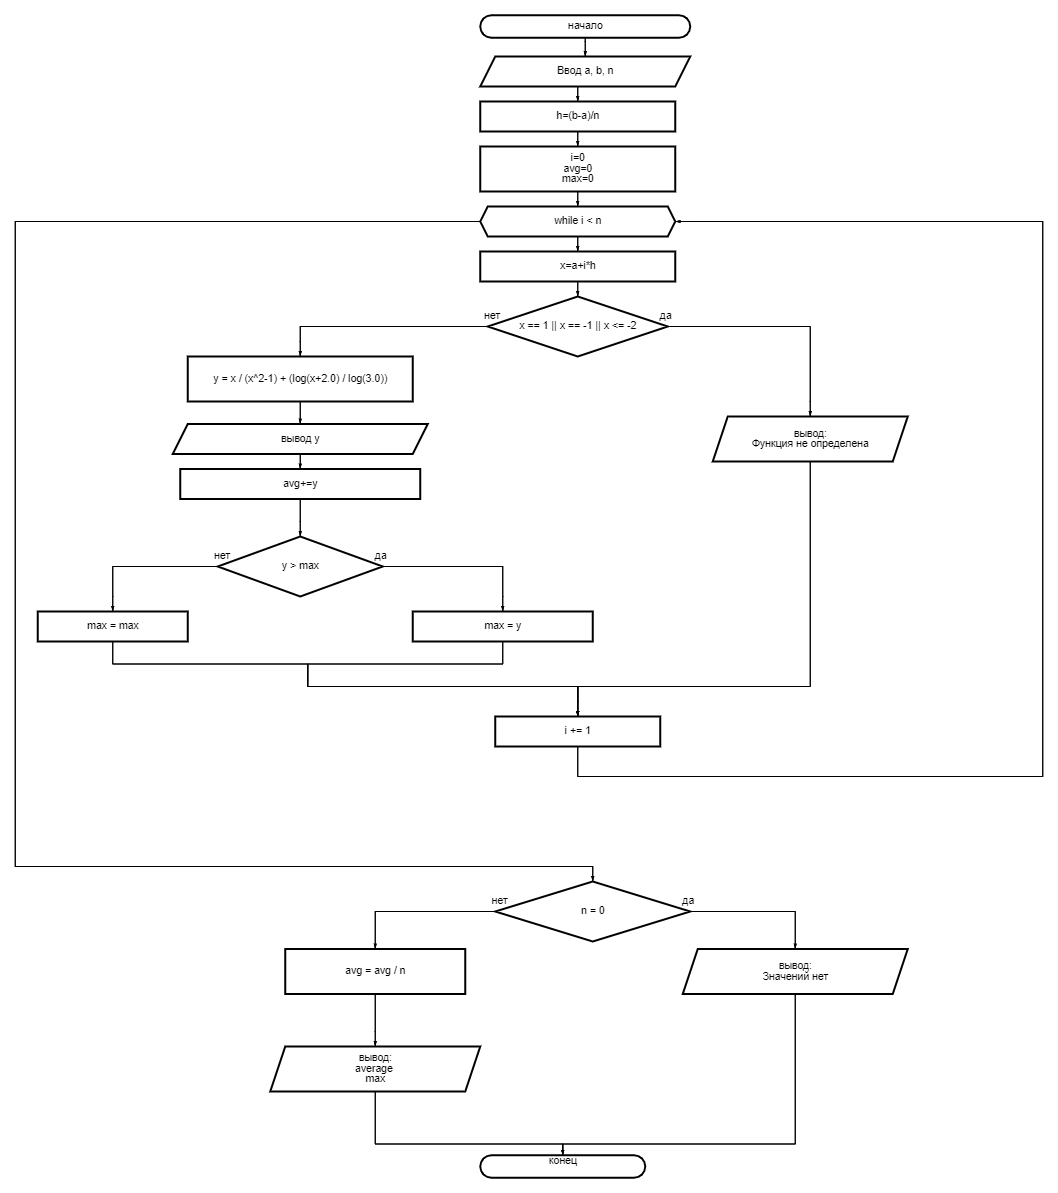 начало
Ввод a, b, n
h=(b-a)/n
i=0
avg=0
max=0
while i < n
x=a+i*h
нет
x == 1 || x == -1 || x <= -2
да
y = x / (x^2-1) + (log(x+2.0) / log(3.0))
вывод y
вывод:
Функция не определена
avg+=y
нет
y > max
да
max = max
max = y
i += 1
нет
n = 0
да
avg = avg / n
вывод:
Значений нет
вывод:
average
max
конец